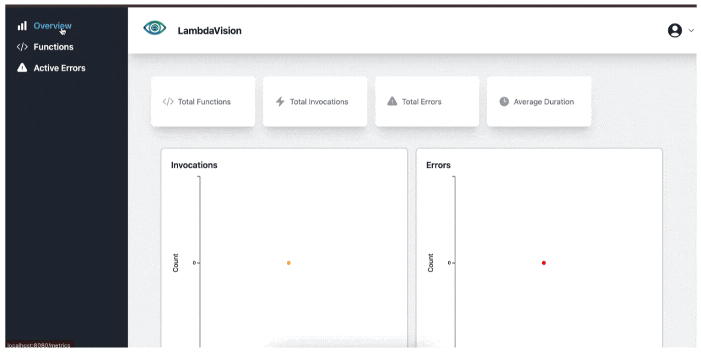 Overview
Functions
Active Errors
LambdaVision
Total Functions
Total Invocations
Total Errors
Average Duration
Invocations
Count
0
Errors
Count
0
localhost:8080/metrics